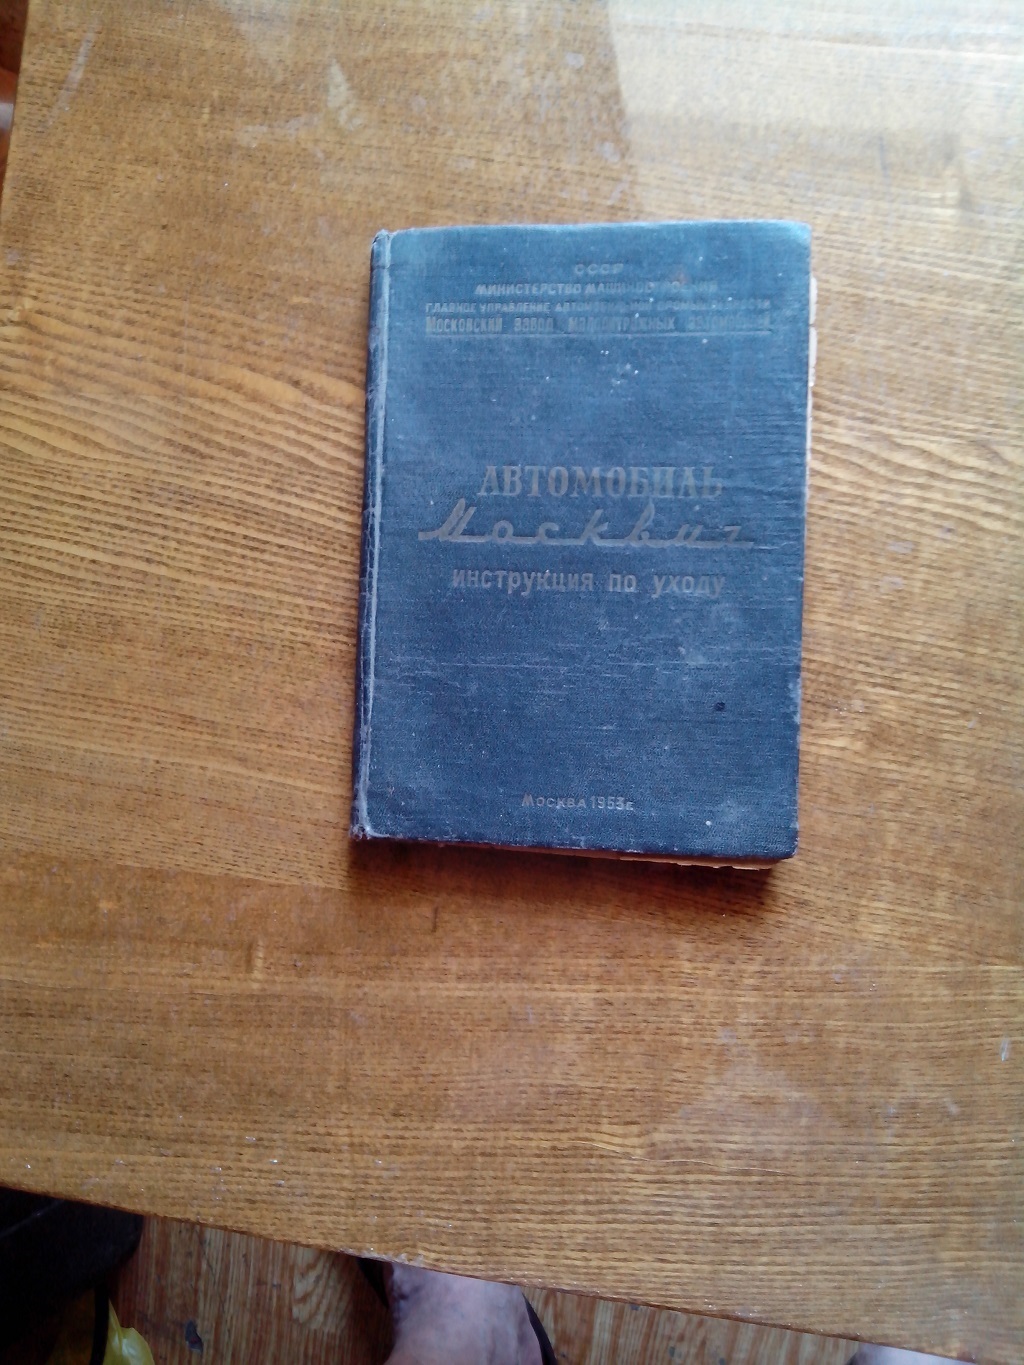 СССР
МИНИСТЕРСТВО МАШИНОСТРОЕНИЯ
ГЛАВНОЕ УПРАВЛЕНИЕ АВТОМОБИЛЬНОЙ ПРОМЫШЛЕННОСТИ
МОСКОВСКИЙ ЗАВОД МАЛОЛИТРАЖНЫХ АВТОМОБИЛЕЙ
АВТОМОБИЛЬ
Москвич
ИНСТРУКЦИЯ ПО УХОДУ
МОСКВА 1953г.